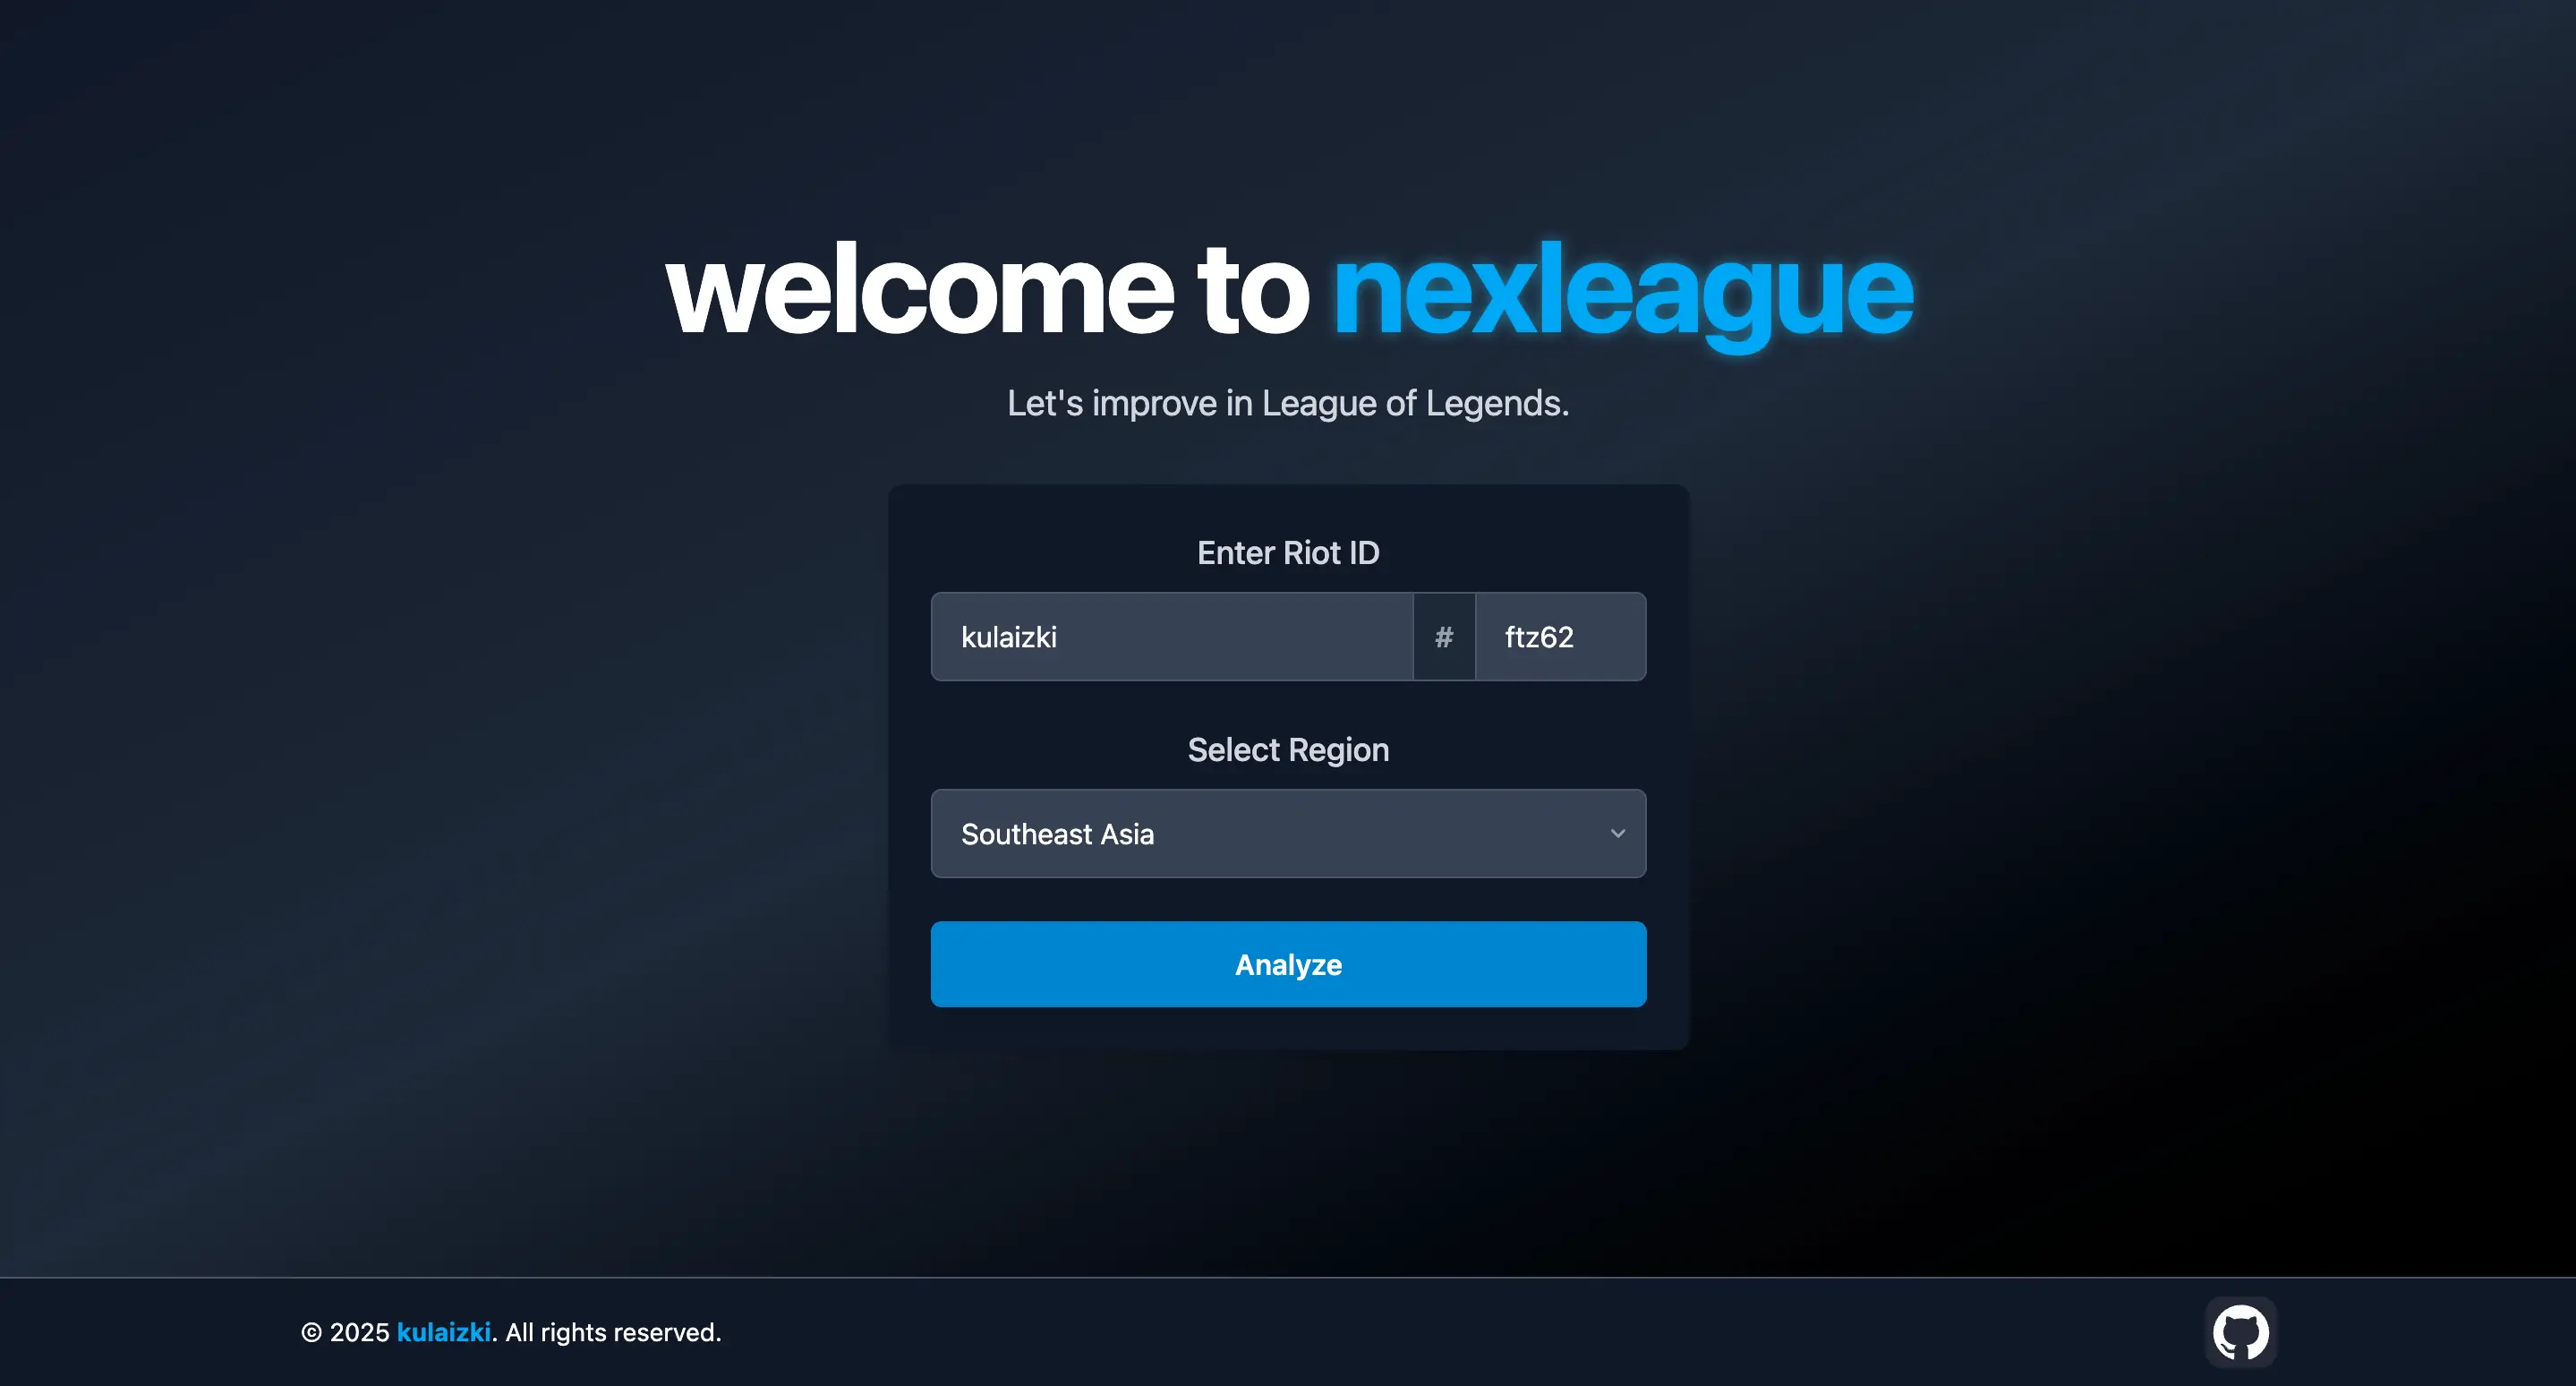 welcome to nexleague
Let's improve in League of Legends.
Enter Riot ID
kulaizki # ftz62
Select Region
Southeast Asia
Analyze
© 2025 kulaizki. All rights reserved.